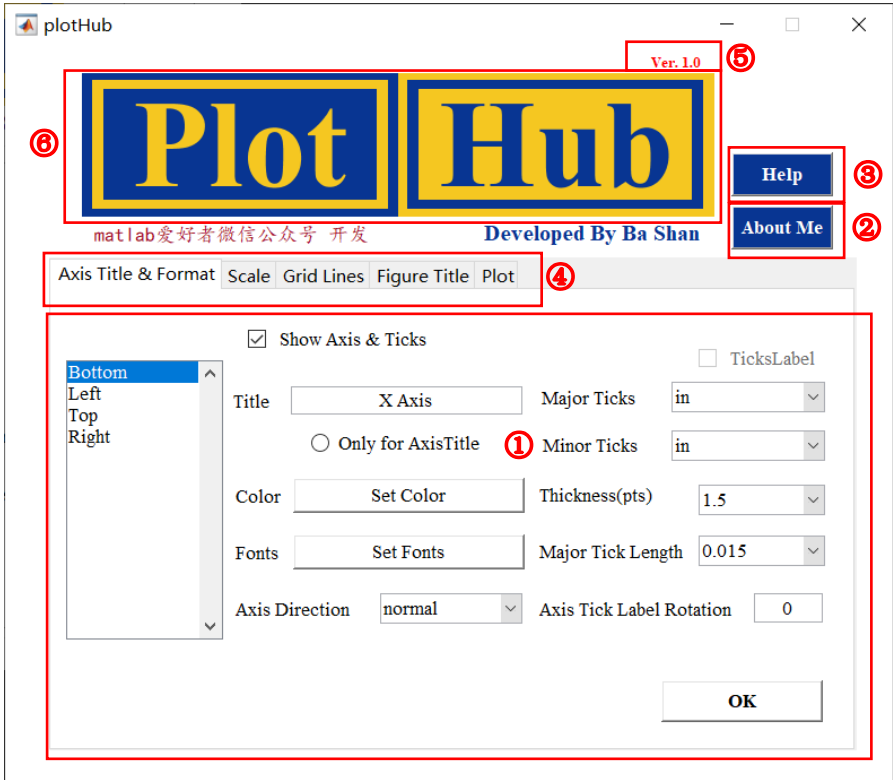 plotHub
Ver. 1.0 ⑤
⑥ Plot Hub
Help ③
About Me ②
matlab爱好者微信公众号 开发 Developed By Ba Shan
Axis Title & Format Scale Grid Lines Figure Title Plot ④
Show Axis & Ticks
TicksLabel
Bottom
Left
Top
Right
Title X Axis Major Ticks in
Only for AxisTitle ① Minor Ticks in
Color Set Color Thickness(pts) 1.5
Fonts Set Fonts Major Tick Length 0.015
Axis Direction normal Axis Tick Label Rotation 0
OK